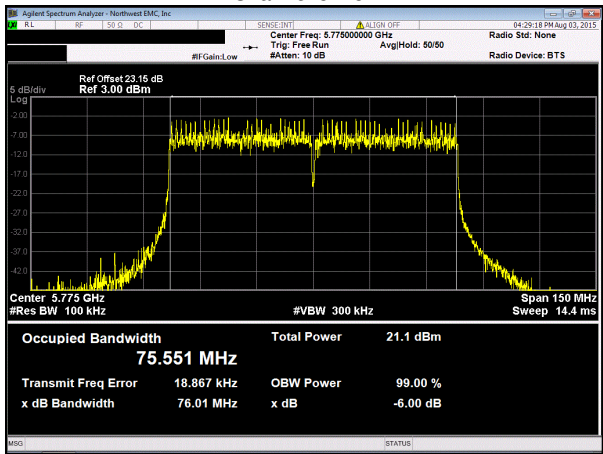 Agilent Spectrum Analyzer - Northwest EMC, Inc
RL RF 50 Ω DC SENSE:INT ALIGN OFF 04:29:18 PM Aug 03, 2015
Center Freq: 5.775000000 GHz Radio Std: None
Trig: Free Run Avg|Hold: 50/50
#IFGain:Low #Atten: 10 dB Radio Device: BTS
Ref Offset 23.15 dB
5 dB/div Ref 3.00 dBm
Log
-2.00
-7.00
-12.0
-17.0
-22.0
-27.0
-32.0
-37.0
-42.0
Center 5.775 GHz Span 150 MHz
#Res BW 100 kHz #VBW 300 kHz Sweep 14.4 ms
Occupied Bandwidth Total Power 21.1 dBm
75.551 MHz
Transmit Freq Error 18.867 kHz OBW Power 99.00 %
x dB Bandwidth 76.01 MHz x dB -6.00 dB
MSG STATUS